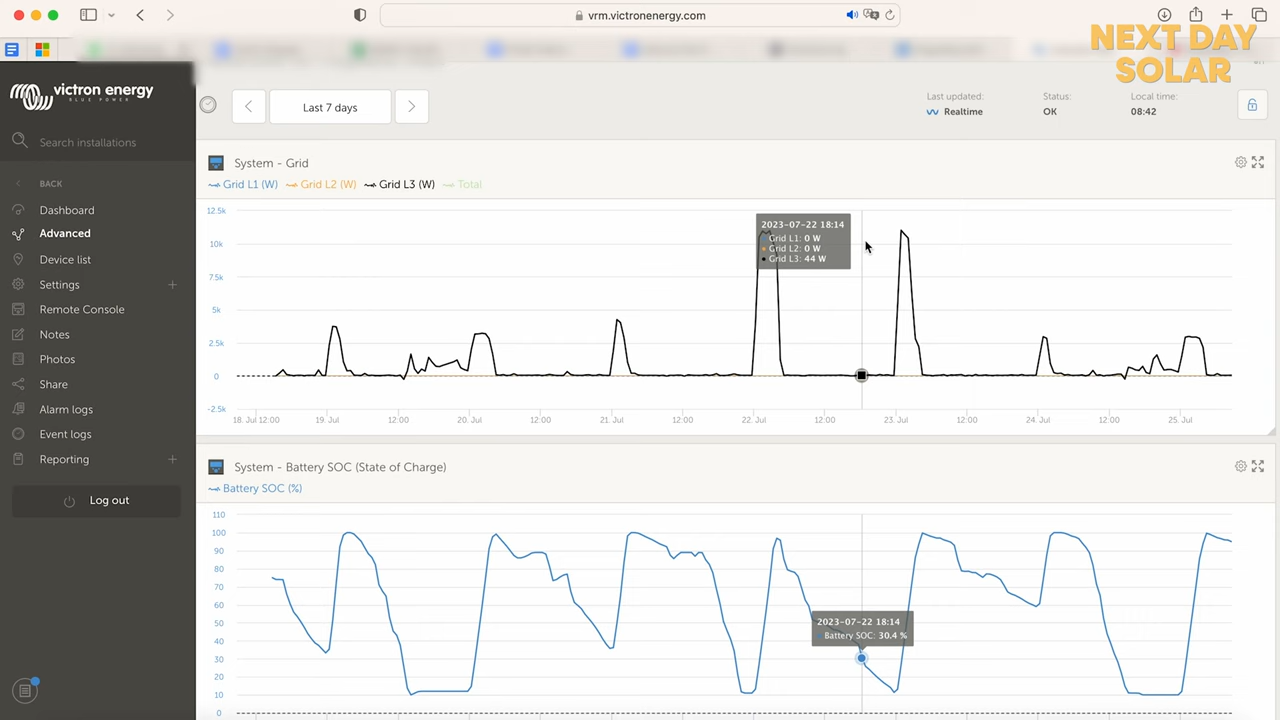 vrm.victronenergy.com
NEXT DAY
SOLAR
victron energy
BLUE POWER
Search installations
BACK
Dashboard
Advanced
Device list
Settings
Remote Console
Notes
Photos
Share
Alarm logs
Event logs
Reporting
Log out
Last 7 days
Last updated:
Realtime
Status:
OK
Local time:
08:42
System - Grid
Grid L1 (W) Grid L2 (W) Grid L3 (W) Total
12.5k
10k
7.5k
5k
2.5k
0
-2.5k
2023-07-22 18:14
Grid L1: 0 W
Grid L2: 0 W
Grid L3: 44 W
18. Jul 12:00 19. Jul 12:00 20. Jul 12:00 21. Jul 12:00 22. Jul 12:00 23. Jul 12:00 24. Jul 12:00 25. Jul
System - Battery SOC (State of Charge)
Battery SOC (%)
110
100
90
80
70
60
50
40
30
20
10
0
2023-07-22 18:14
Battery SOC: 30.4 %